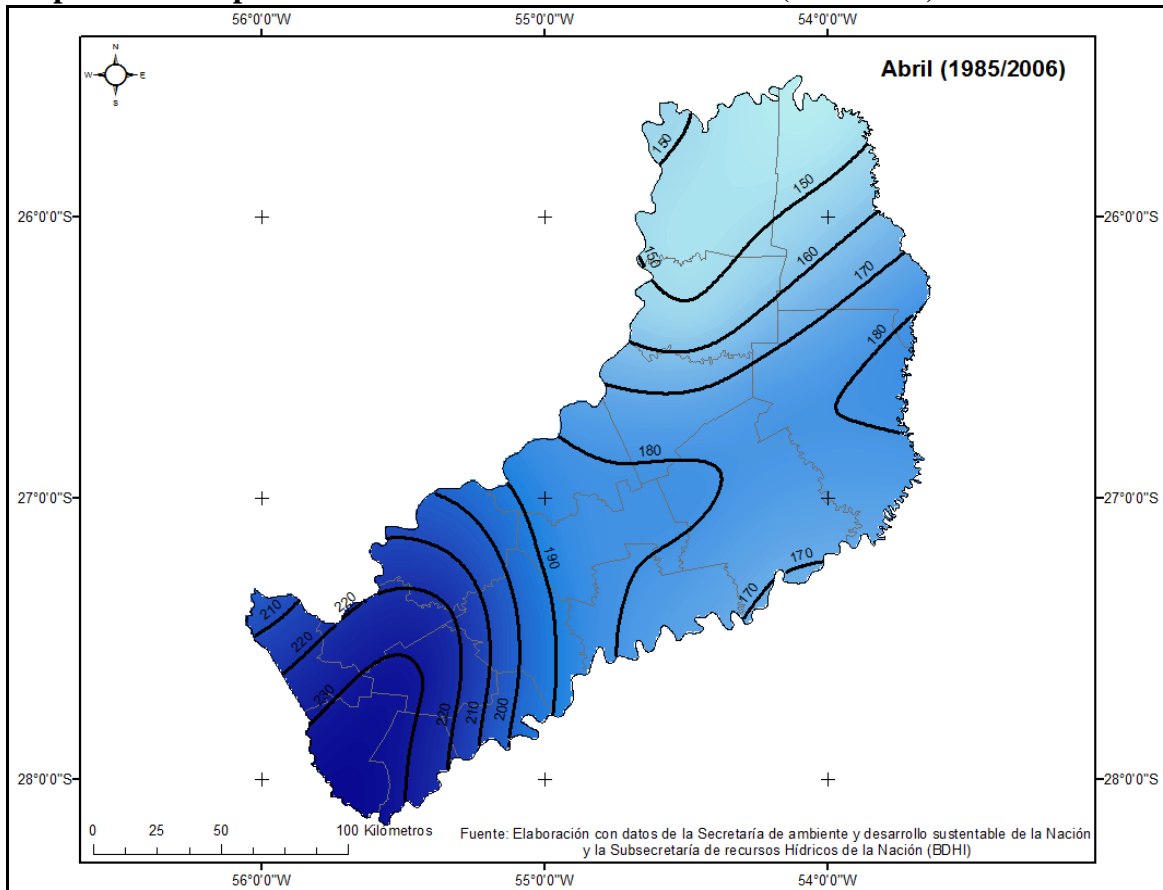 56°0'0"W 55°0'0"W 54°0'0"W
N
W E
S
Abril (1985/2006)
150
150
26°0'0"S 26°0'0"S
150
160
170
180
180
27°0'0"S 27°0'0"S
190
170
170
210
220
220
230
220
210
200
28°0'0"S 28°0'0"S
0 25 50 100 Kilómetros
Fuente: Elaboración con datos de la Secretaría de ambiente y desarrollo sustentable de la Nación
y la Subsecretaría de recursos Hídricos de la Nación (BDHI)
56°0'0"W 55°0'0"W 54°0'0"W